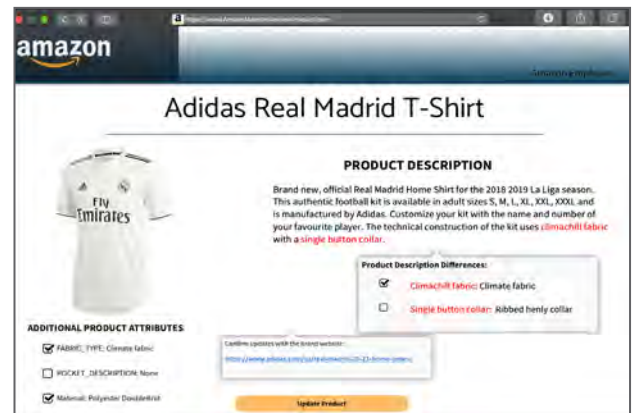 amazon
Adidas Real Madrid T-Shirt
Fly
Emirates
PRODUCT DESCRIPTION
Brand new, official Real Madrid Home Shirt for the 2018 2019 La Liga season.
This authentic football kit is available in adult sizes S, M, L, XL, XXL, XXXL and
is manufactured by Adidas. Customize your kit with the name and number of
your favourite player. The technical construction of the kit uses climachill fabric
with a single button collar.
Product Description Differences:
Climachill fabric: Climate fabric
Single button collar: Ribbed henly collar
ADDITIONAL PRODUCT ATTRIBUTES
FABRIC_TYPE: Climate fabric
POCKET_DESCRIPTION: None
Material: Polyester Doubleknit
Confirm updates with the brand website:
Update Product